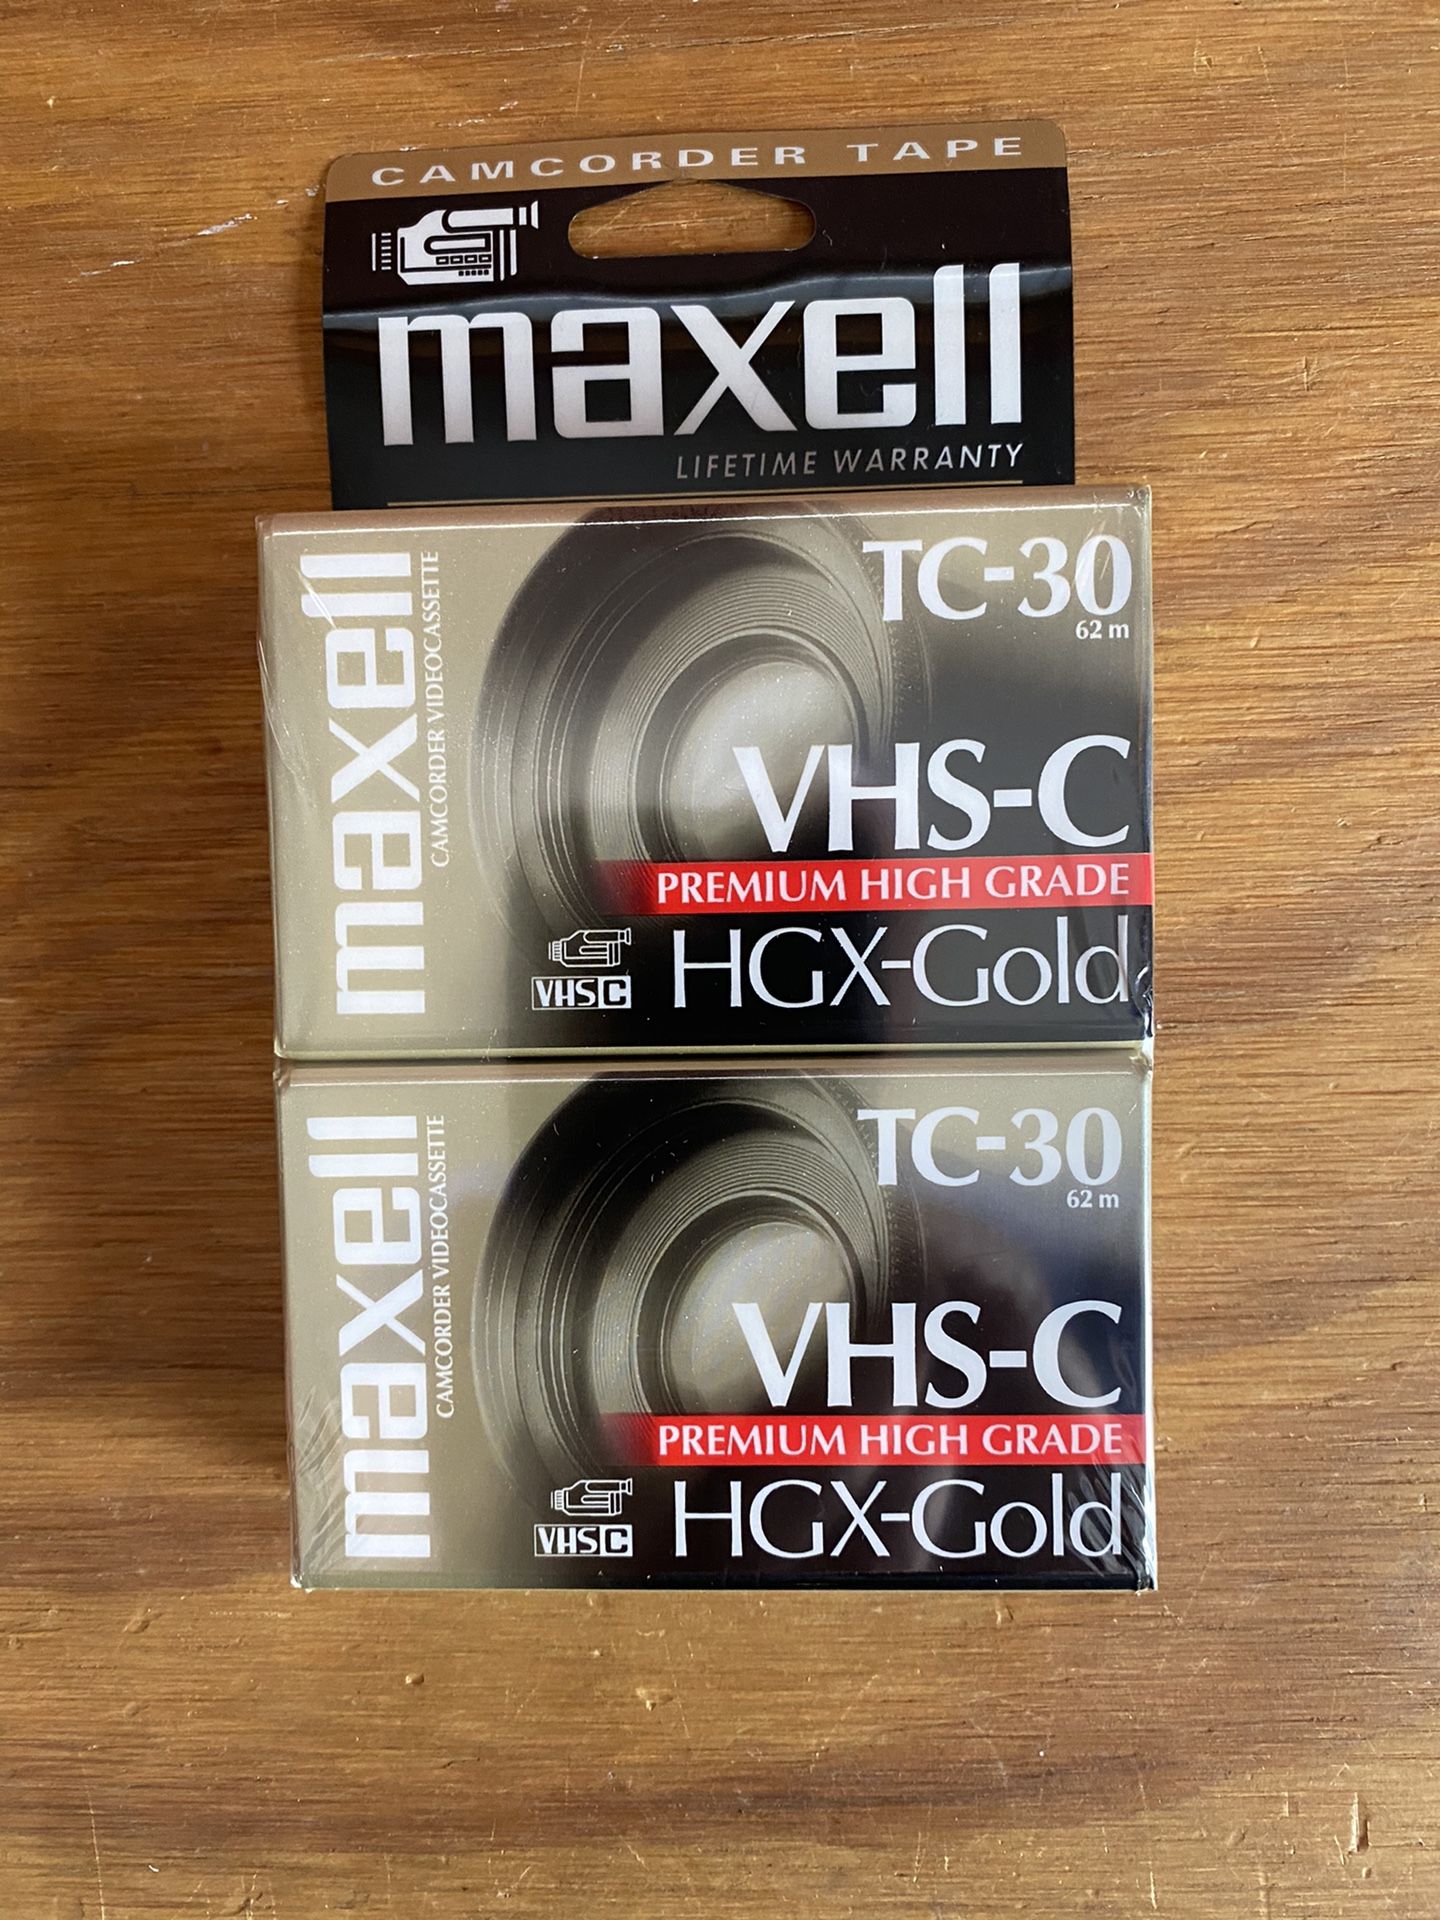 CAMCORDER TAPE
maxell
LIFETIME WARRANTY
maxell
CAMCORDER VIDEOCASSETTE
TC-30
62 m
VHS-C
PREMIUM HIGH GRADE
HGX-Gold
VHS C
maxell
CAMCORDER VIDEOCASSETTE
TC-30
62 m
VHS-C
PREMIUM HIGH GRADE
HGX-Gold
VHS C